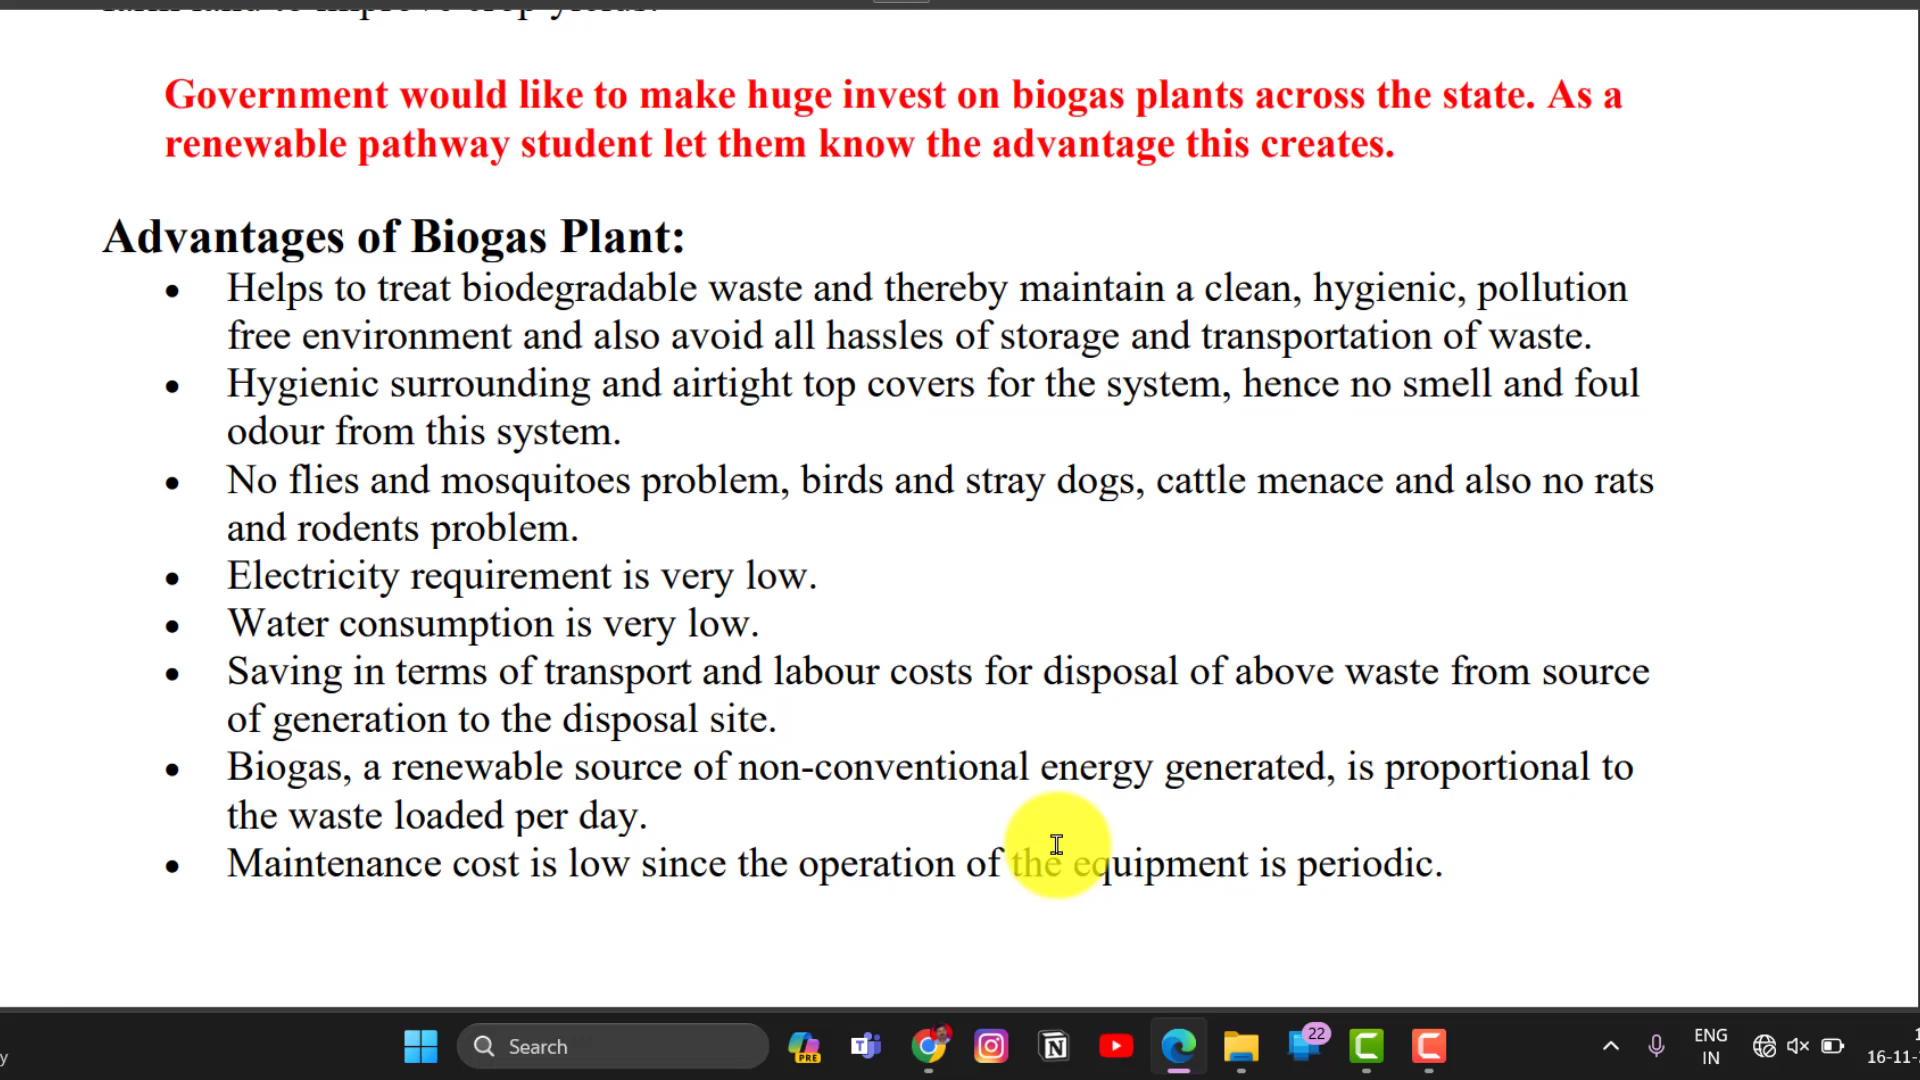 Government would like to make huge invest on biogas plants across the state. As a
renewable pathway student let them know the advantage this creates.
Advantages of Biogas Plant:
• Helps to treat biodegradable waste and thereby maintain a clean, hygienic, pollution
free environment and also avoid all hassles of storage and transportation of waste.
• Hygienic surrounding and airtight top covers for the system, hence no smell and foul
odour from this system.
• No flies and mosquitoes problem, birds and stray dogs, cattle menace and also no rats
and rodents problem.
• Electricity requirement is very low.
• Water consumption is very low.
• Saving in terms of transport and labour costs for disposal of above waste from source
of generation to the disposal site.
• Biogas, a renewable source of non-conventional energy generated, is proportional to
the waste loaded per day.
• Maintenance cost is low since the operation of the equipment is periodic.
Search
PRE
22
ENG
IN
16-11-